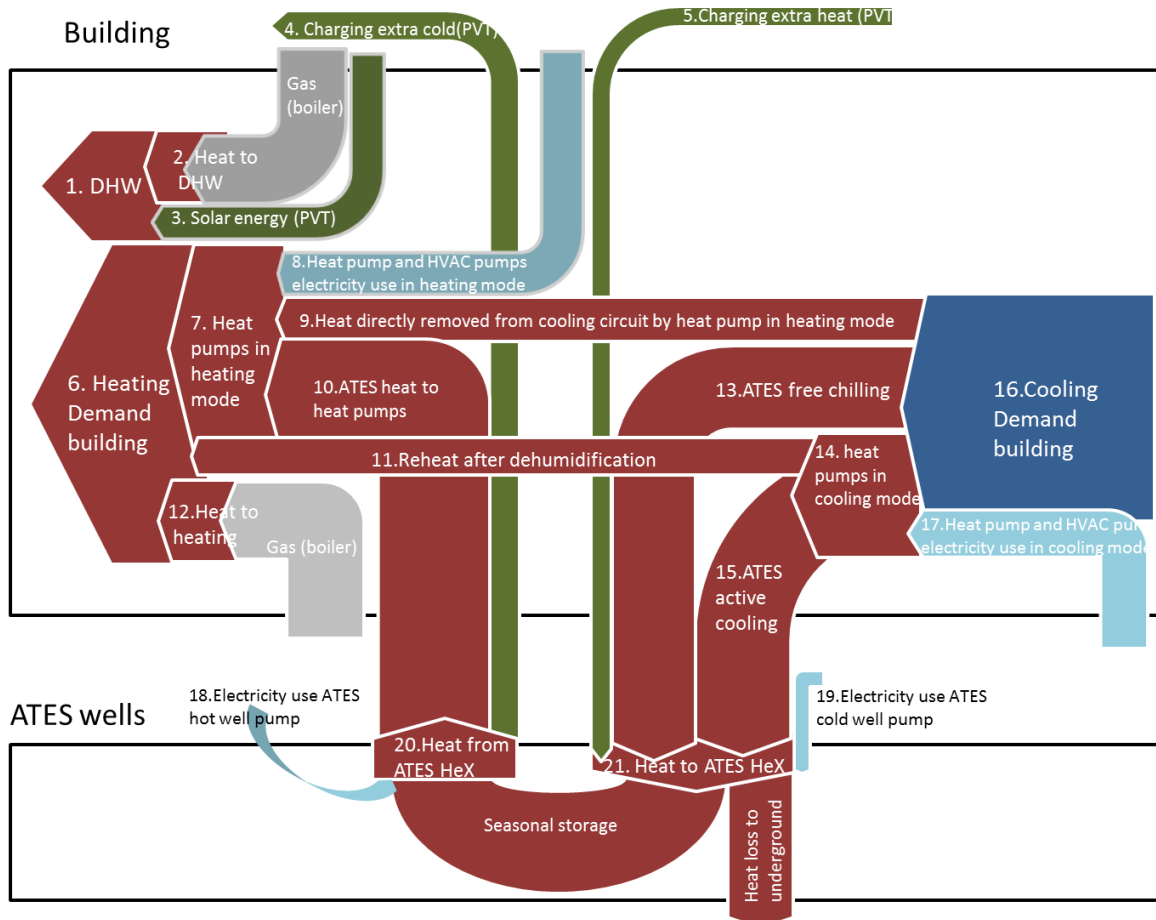 Building
4. Charging extra cold(PVT)
5.Charging extra heat (PVT
Gas
(boiler)
2. Heat to
DHW
1. DHW
3. Solar energy (PVT)
8.Heat pump and HVAC pumps
electricity use in heating mode
9.Heat directly removed from cooling circuit by heat pump in heating mode
7. Heat
pumps in
heating
mode
6. Heating
Demand
building
10.ATES heat to
heat pumps
13.ATES free chilling
16.Cooling
Demand
building
11.Reheat after dehumidification
14. heat
pumps in
cooling mode
12.Heat to
heating
Gas (boiler)
17.Heat pump and HVAC pum
electricity use in cooling mode
15.ATES
active
cooling
18.Electricity use ATES
hot well pump
19.Electricity use ATES
cold well pump
ATES wells
20.Heat from
ATES HeX
21. Heat to ATES HeX
Seasonal storage
Heat loss to
underground